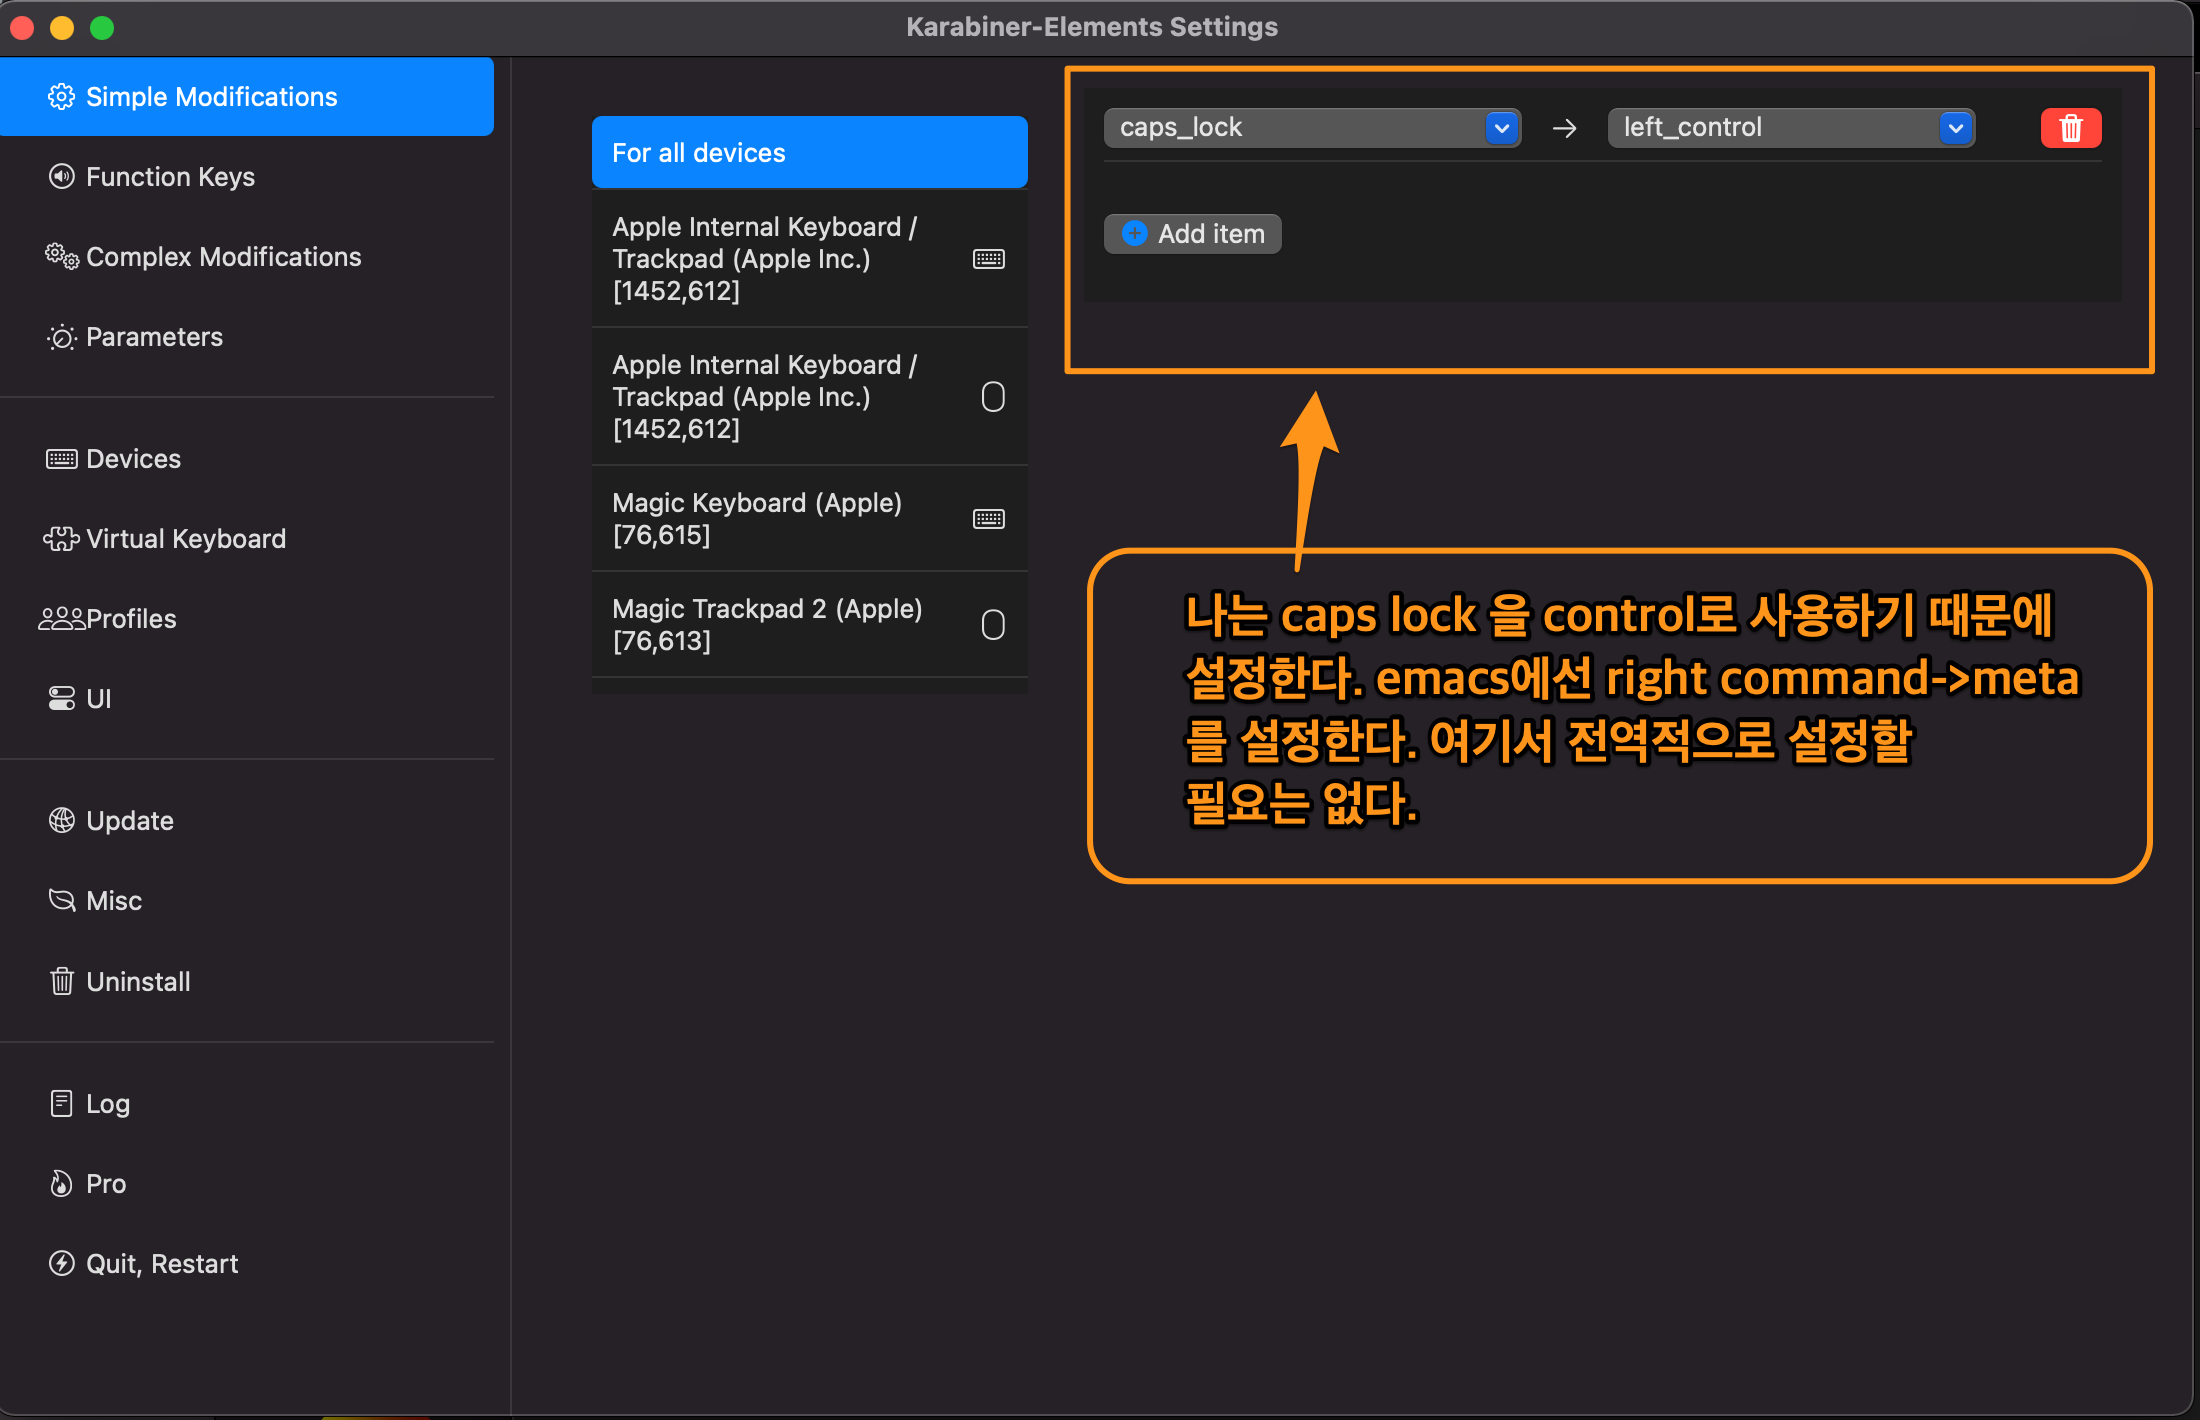 Karabiner-Elements Settings
Simple Modifications
Function Keys
Complex Modifications
Parameters
Devices
Virtual Keyboard
Profiles
UI
Update
Misc
Uninstall
Log
Pro
Quit, Restart
For all devices
Apple Internal Keyboard /
Trackpad (Apple Inc.)
[1452,612]
Apple Internal Keyboard /
Trackpad (Apple Inc.)
[1452,612]
Magic Keyboard (Apple)
[76,615]
Magic Trackpad 2 (Apple)
[76,613]
caps_lock → left_control
Add item
나는 caps lock 을 control로 사용하기 때문에
설정한다. emacs에선 right command->meta
를 설정한다. 여기서 전역적으로 설정할
필요는 없다.